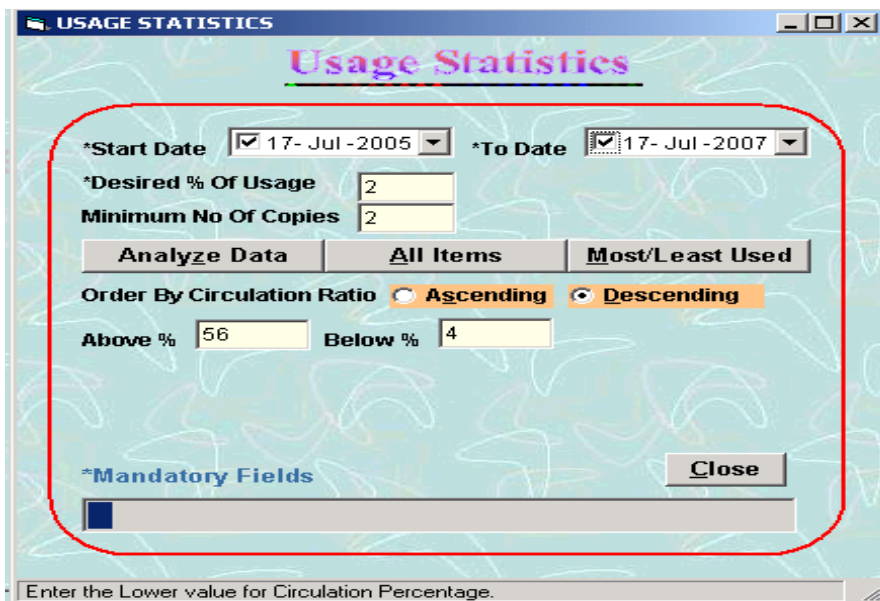 USAGE STATISTICS
Usage Statistics
*Start Date 17- Jul -2005 *To Date 17- Jul -2007
*Desired % Of Usage 2
Minimum No Of Copies 2
Analyze Data All Items Most/Least Used
Order By Circulation Ratio Ascending Descending
Above % 56 Below % 4
*Mandatory Fields Close
Enter the Lower value for Circulation Percentage.